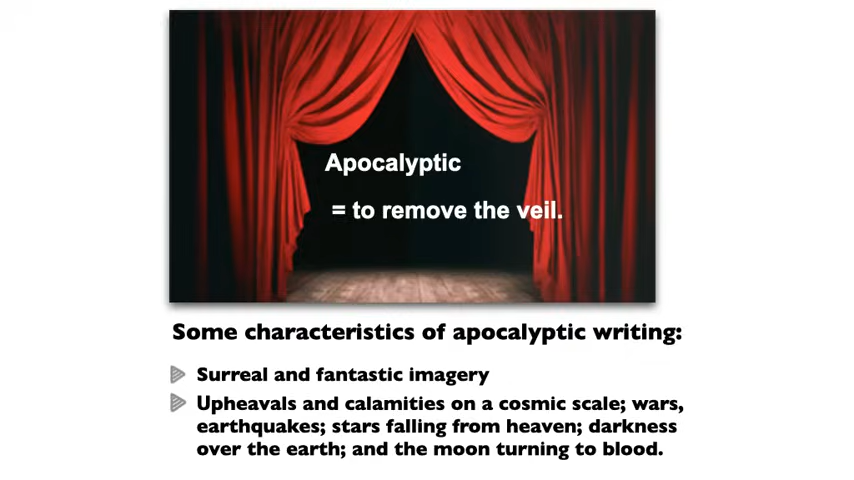 Apocalyptic
= to remove the veil.
Some characteristics of apocalyptic writing:
Surreal and fantastic imagery
Upheavals and calamities on a cosmic scale; wars,
earthquakes; stars falling from heaven; darkness
over the earth; and the moon turning to blood.